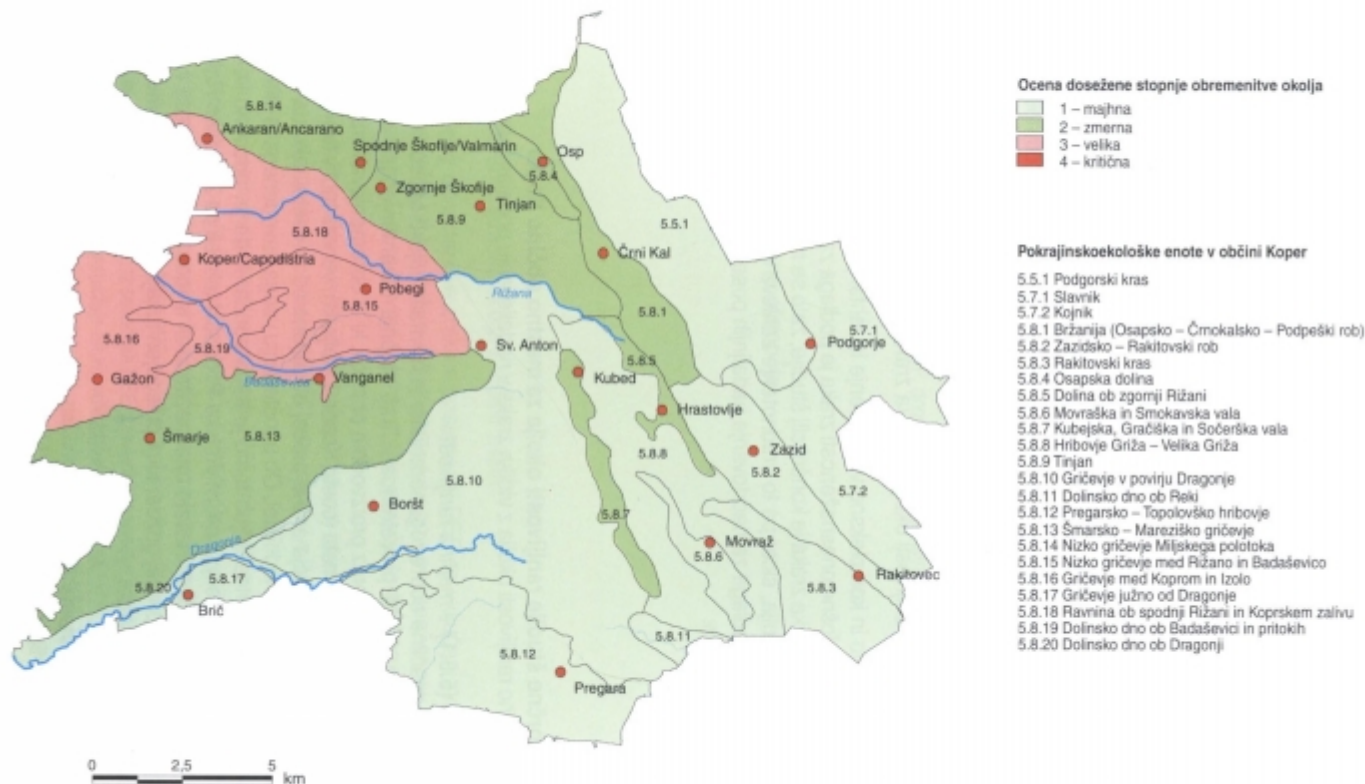 5.8.14
Ankaran/Ancarano
Spodnje Škofije/Valmarin
Osp
5.8.4
Zgornje Škofije
Tinjan
5.8.9
5.5.1
5.8.18
Koper/Capodistria
Črni Kal
Pobegi
Rižana
5.8.15
5.8.1
5.7.1
5.8.16
5.8.19
Sv. Anton
5.8.5
Podgorje
Gažon
Badaševica
Vanganel
Kubed
Hrastovlje
Šmarje
5.8.13
5.8.8
Zazid
5.8.2
5.8.10
5.7.2
Boršt
5.8.7
Movraž
5.8.6
Dragonja
5.8.20
5.8.17
Brič
5.8.3
Rakitovec
5.8.11
5.8.12
Pregara
0 2,5 5
km
Ocena dosežene stopnje obremenitve okolja
1 – majhna
2 – zmerna
3 – velika
4 – kritična
Pokrajinskoekološke enote v občini Koper
5.5.1 Podgorski kras
5.7.1 Slavnik
5.7.2 Kojnik
5.8.1 Bržanija (Osapsko – Črnokalsko – Podpeški rob)
5.8.2 Zazidsko – Rakitovski rob
5.8.3 Rakitovski kras
5.8.4 Osapska dolina
5.8.5 Dolina ob zgornji Rižani
5.8.6 Movraška in Smokavska vala
5.8.7 Kubejska, Gračiška in Sočerška vala
5.8.8 Hribovje Griža – Velika Griža
5.8.9 Tinjan
5.8.10 Gričevje v povirju Dragonje
5.8.11 Dolinsko dno ob Reki
5.8.12 Pregarsko – Topolovško hribovje
5.8.13 Šmarsko – Mareziško gričevje
5.8.14 Nizko gričevje Miljskega polotoka
5.8.15 Nizko gričevje med Rižano in Badaševico
5.8.16 Gričevje med Koprom in Izolo
5.8.17 Gričevje južno od Dragonje
5.8.18 Ravnina ob spodnji Rižani in Koprskem zalivu
5.8.19 Dolinsko dno ob Badaševici in pritokih
5.8.20 Dolinsko dno ob Dragonji